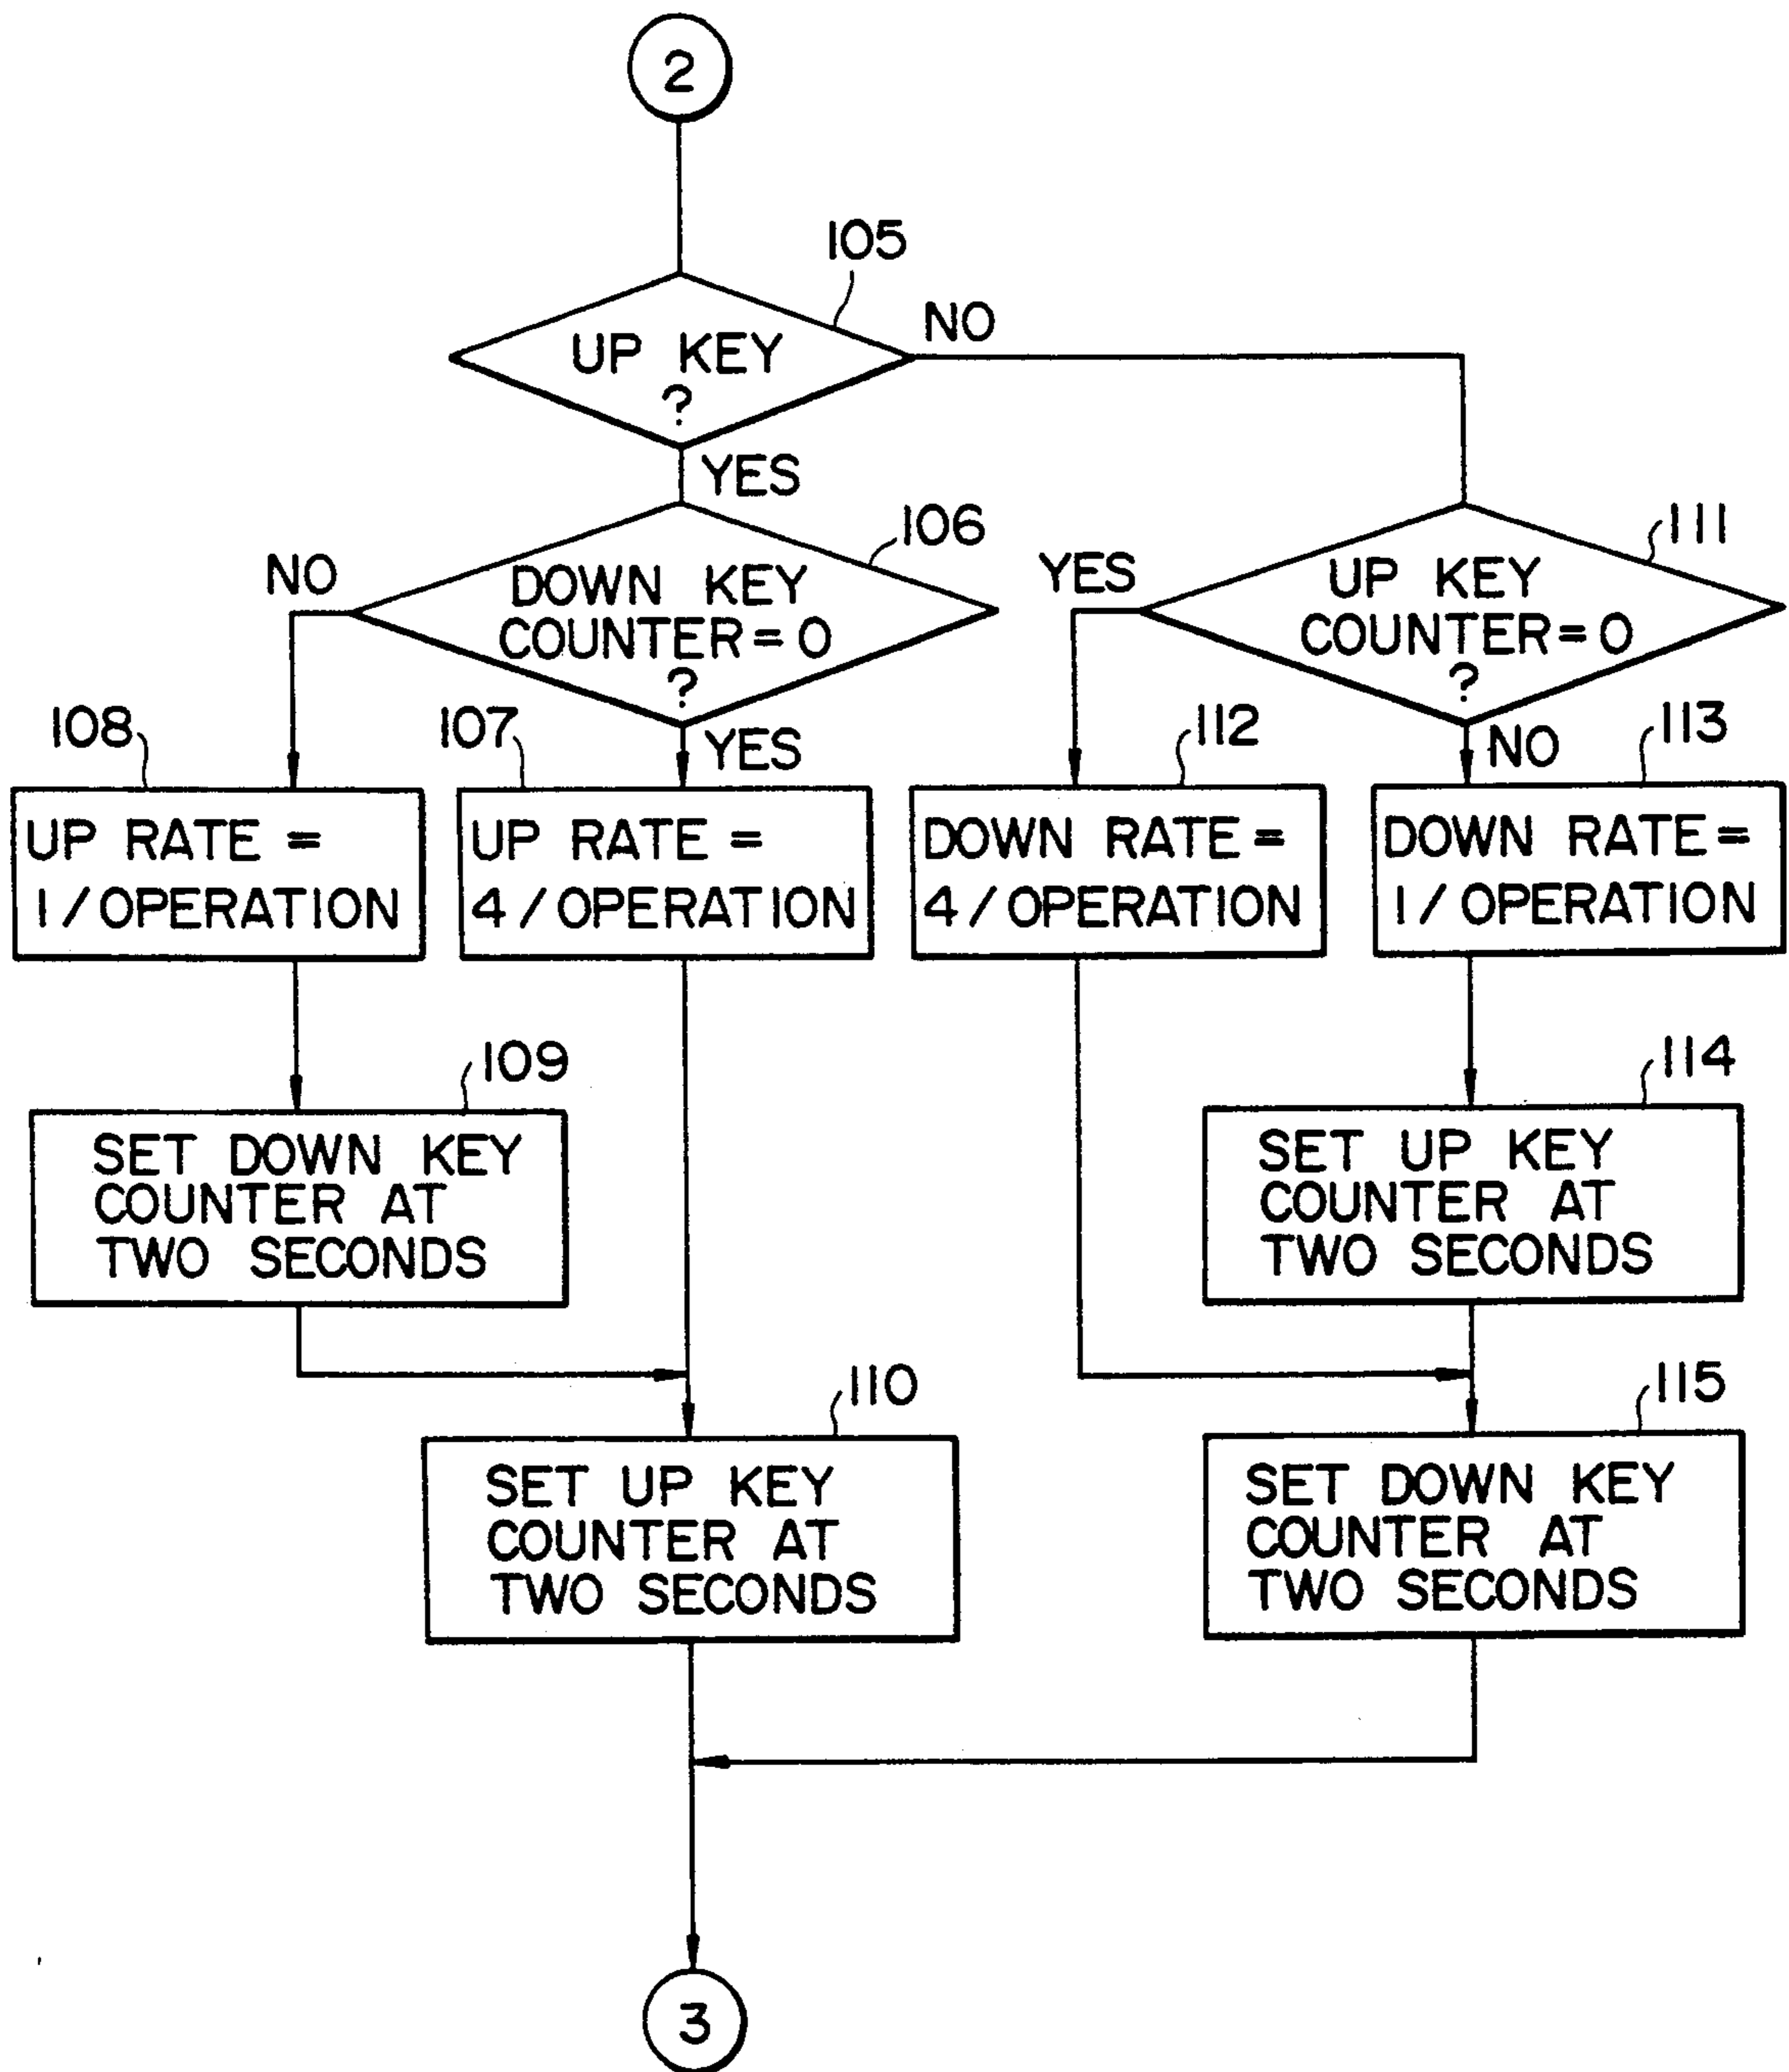 2
105
UP KEY
?
NO
YES
106
DOWN KEY
COUNTER=0
?
NO
YES
111
UP KEY
COUNTER=0
?
YES
NO
108
UP RATE =
1/OPERATION
107
UP RATE =
4/OPERATION
112
DOWN RATE =
4/OPERATION
113
DOWN RATE =
1/OPERATION
109
SET DOWN KEY
COUNTER AT
TWO SECONDS
114
SET UP KEY
COUNTER AT
TWO SECONDS
110
SET UP KEY
COUNTER AT
TWO SECONDS
115
SET DOWN KEY
COUNTER AT
TWO SECONDS
3